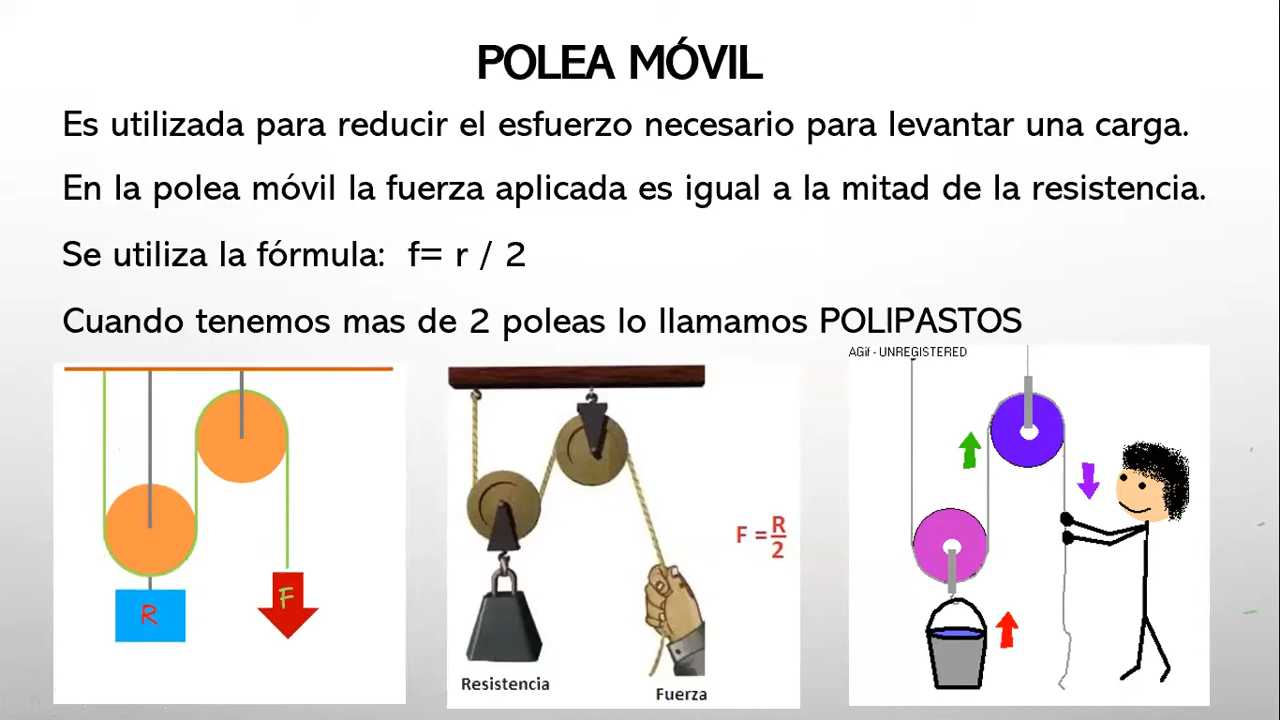 POLEA MÓVIL
Es utilizada para reducir el esfuerzo necesario para levantar una carga.
En la polea móvil la fuerza aplicada es igual a la mitad de la resistencia.
Se utiliza la fórmula: f= r / 2
Cuando tenemos mas de 2 poleas lo llamamos POLIPASTOS
AGif - UNREGISTERED
R
F
F = R/2
Resistencia
Fuerza